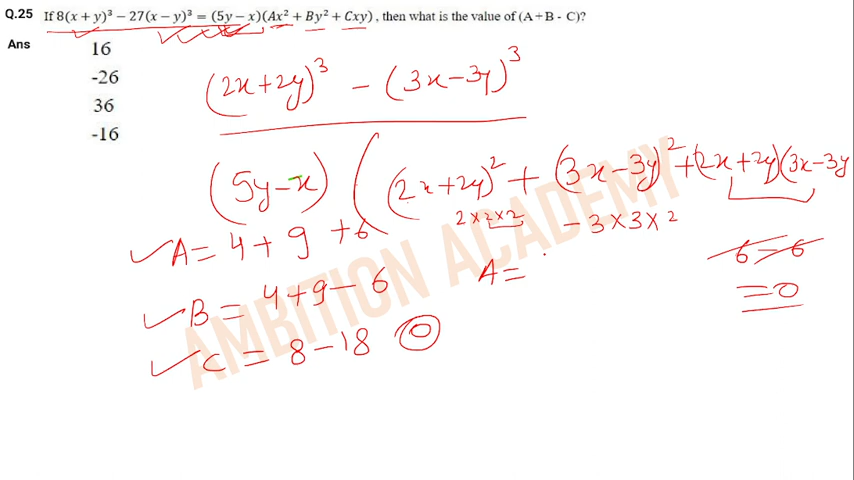 Q.25 If 8(x + y)³ − 27(x − y)³ = (5y − x)(Ax² + By² + Cxy), then what is the value of (A+B - C)?
Ans 16
-26
36
-16
(2x+2y)³ − (3x−3y)³
(5y−x) ((2x+2y)² + (3x−3y)² + (2x+2y)(3x−3y
2×2×2 − 3×3×2
A = 4+9+6
B = 4+9−6
C = 8−18 0
A =
6−6
=0
AMBITION ACADEMY